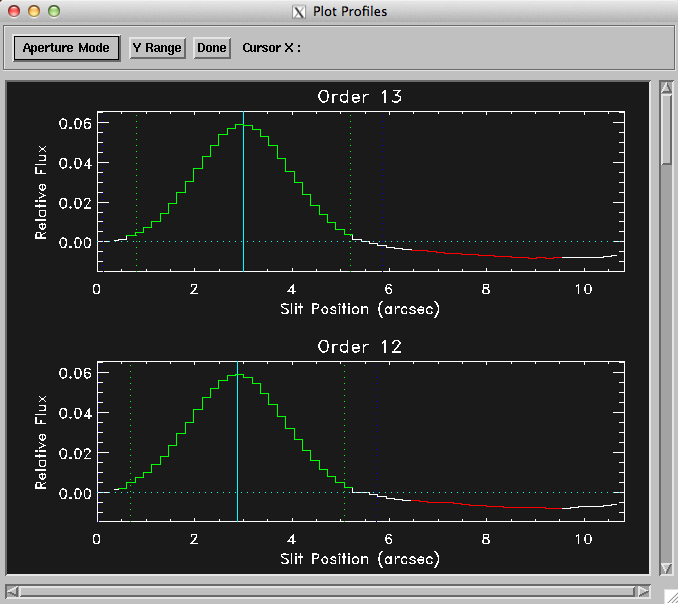 Plot Profiles
Aperture Mode Y Range Done Cursor X :
Order 13
Relative Flux
0.06
0.04
0.02
0.00
0 2 4 6 8 10
Slit Position (arcsec)
Order 12
Relative Flux
0.06
0.04
0.02
0.00
0 2 4 6 8 10
Slit Position (arcsec)